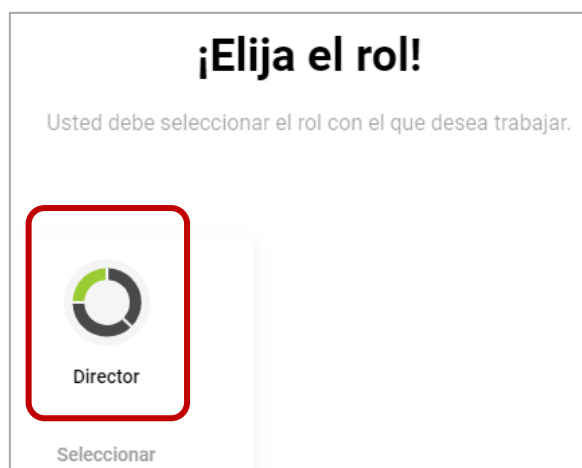 ¡Elija el rol!
Usted debe seleccionar el rol con el que desea trabajar.
Director
Seleccionar